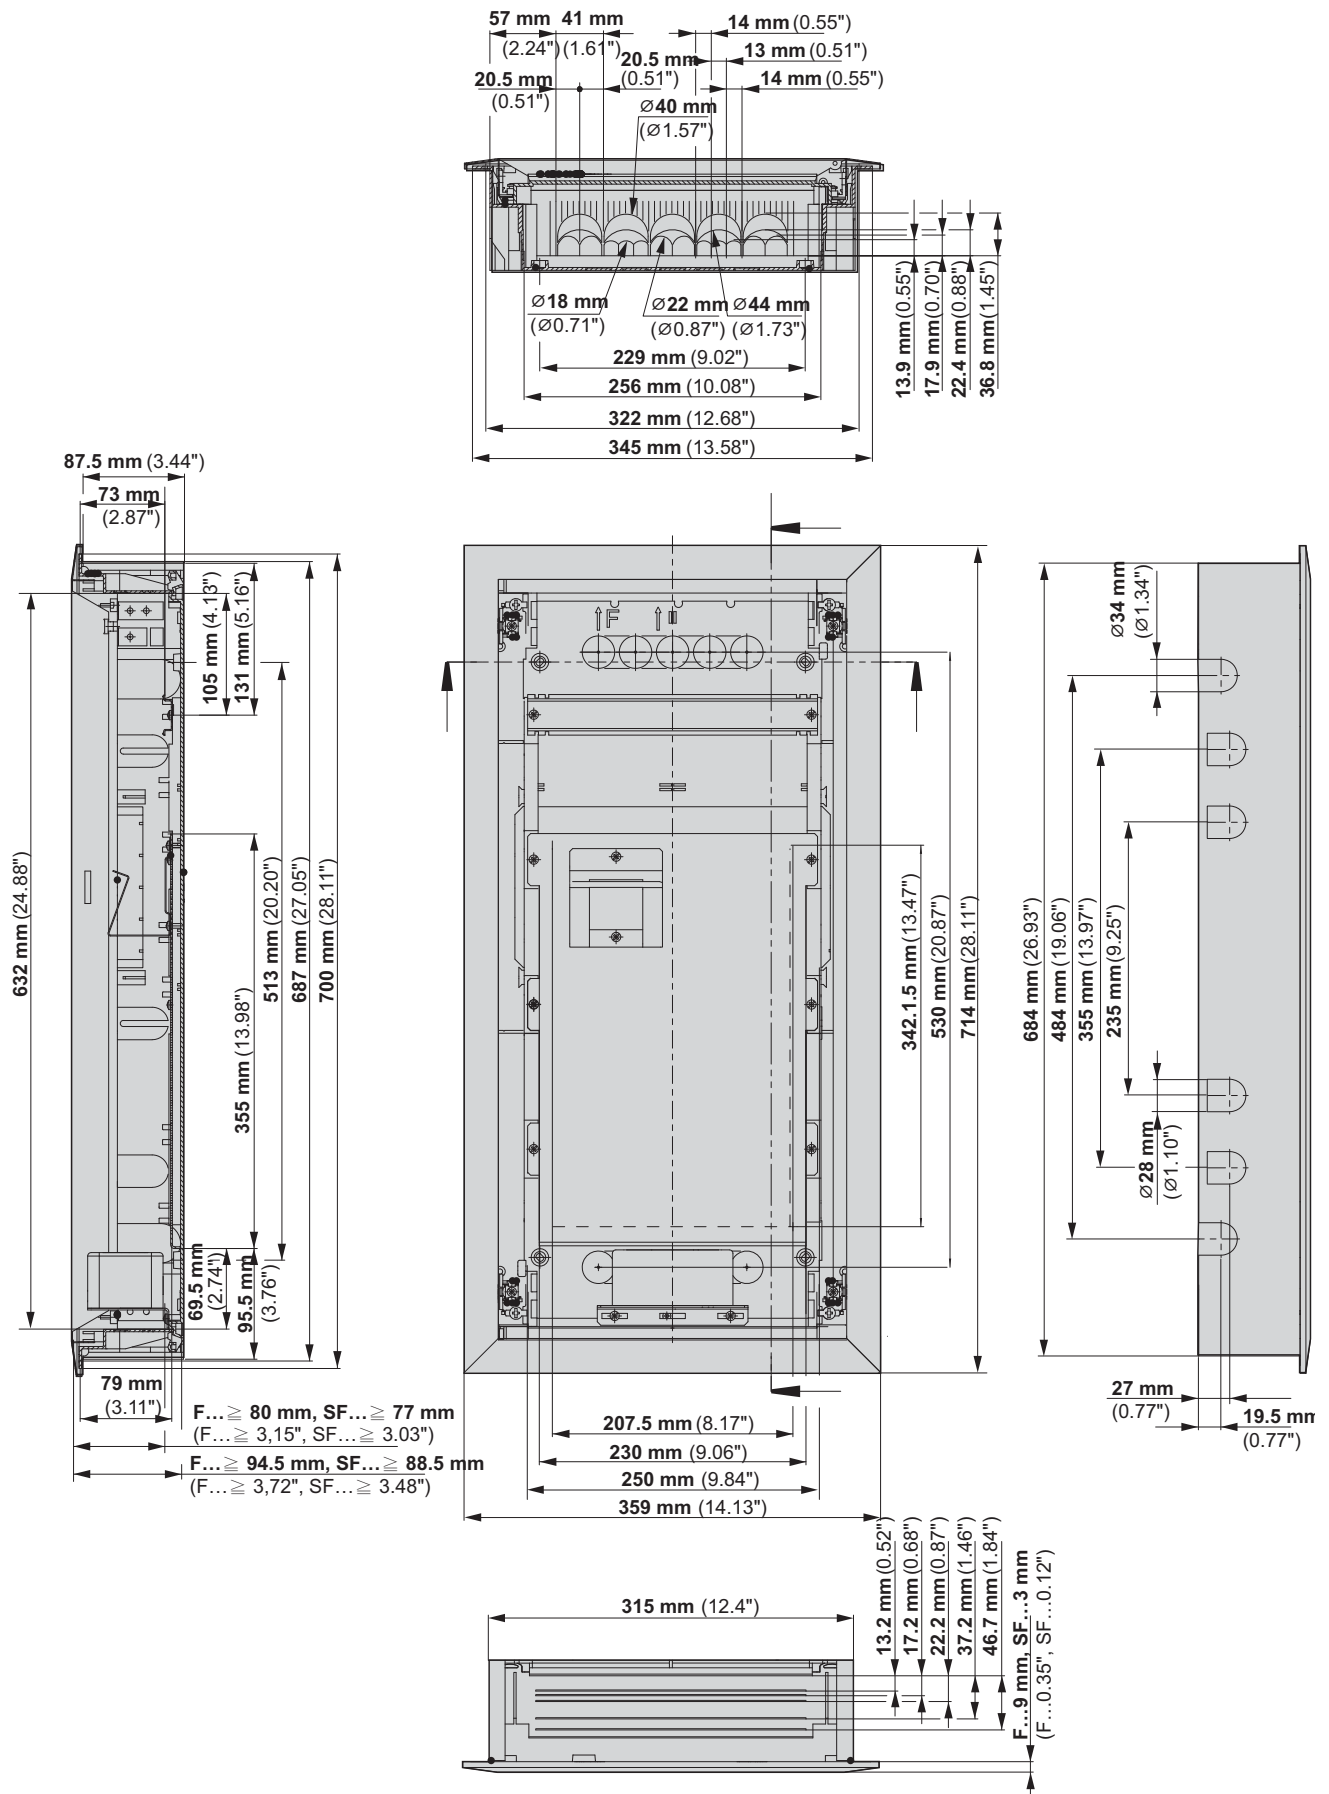 57 mm
(2.24")
41 mm
(1.61")
14 mm (0.55")
20.5 mm
(0.51")
13 mm (0.51")
20.5 mm
(0.51")
14 mm (0.55")
∅40 mm
(∅1.57")
∅18 mm
(∅0.71")
∅22 mm
(∅0.87")
∅44 mm
(∅1.73")
229 mm (9.02")
256 mm (10.08")
322 mm (12.68")
345 mm (13.58")
13.9 mm (0.55")
17.9 mm (0.70")
22.4 mm (0.88")
36.8 mm (1.45")
87.5 mm (3.44")
73 mm
(2.87")
632 mm (24.88")
105 mm (4.13")
131 mm (5.16")
355 mm (13.98")
513 mm (20.20")
687 mm (27.05")
700 mm (28.11")
69.5 mm
(2.74")
95.5 mm
(3.76")
79 mm
(3.11")
F...≧ 80 mm, SF...≧ 77 mm
(F...≧ 3,15", SF...≧ 3.03")
F...≧ 94.5 mm, SF...≧ 88.5 mm
(F...≧ 3,72", SF...≧ 3.48")
F
342.1.5 mm (13.47")
530 mm (20.87")
714 mm (28.11")
207.5 mm (8.17")
230 mm (9.06")
250 mm (9.84")
359 mm (14.13")
∅34 mm
(∅1.34")
684 mm (26.93")
484 mm (19.06")
355 mm (13.97")
235 mm (9.25")
∅28 mm
(∅1.10")
27 mm
(0.77")
19.5 mm
(0.77")
315 mm (12.4")
13.2 mm (0.52")
17.2 mm (0.68")
22.2 mm (0.87")
37.2 mm (1.46")
46.7 mm (1.84")
F...9 mm, SF...3 mm
(F...0.35", SF...0.12")